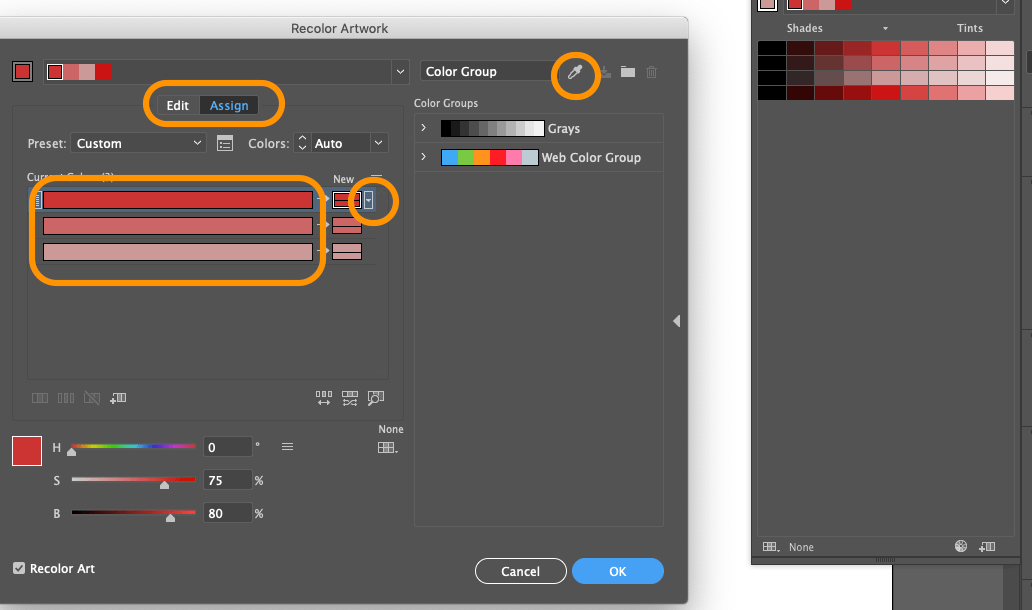 Recolor Artwork
Shades Tints
Color Group
Edit Assign
Color Groups
Preset: Custom Colors: Auto
Grays
Web Color Group
Current Colors (3) New
None
H 0 °
S 75 %
B 80 %
None
Recolor Art Cancel OK